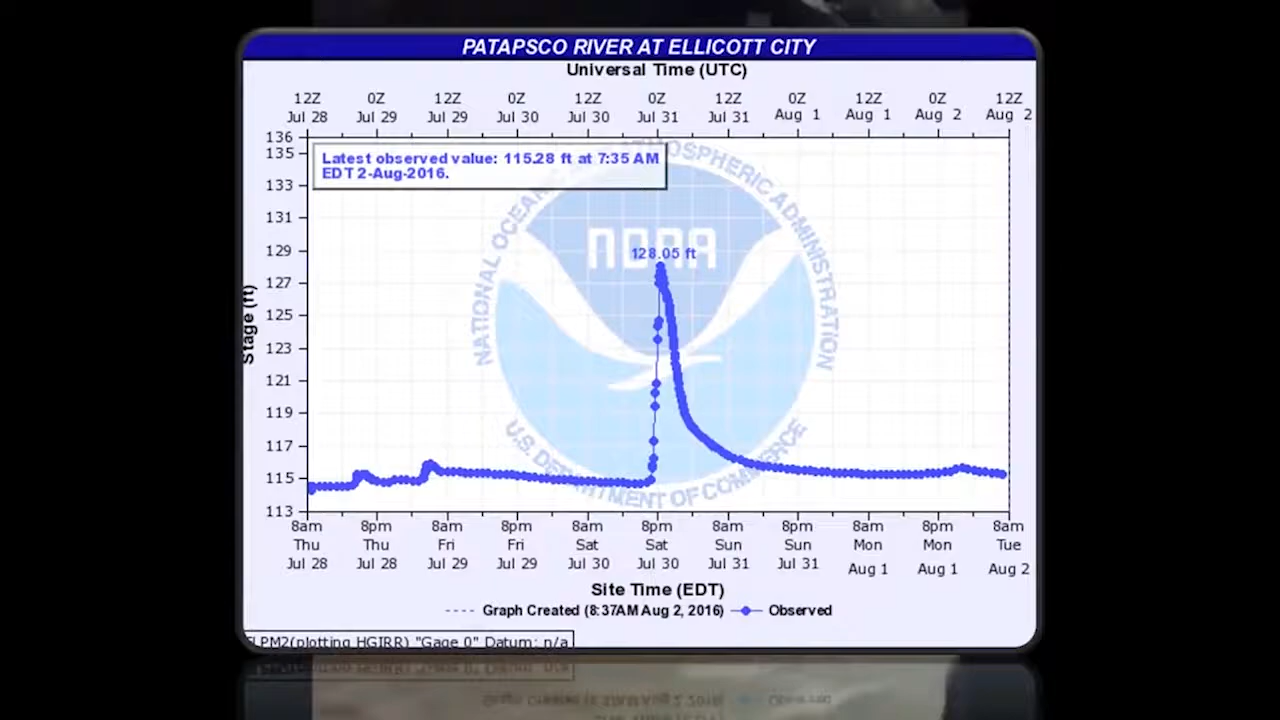 PATAPSCO RIVER AT ELLICOTT CITY
Universal Time (UTC)
12Z 0Z 12Z 0Z 12Z 0Z 12Z 0Z 12Z 0Z 12Z
Jul 28 Jul 29 Jul 29 Jul 30 Jul 30 Jul 31 Jul 31 Aug 1 Aug 1 Aug 2 Aug 2
136
135
Latest observed value: 115.28 ft at 7:35 AM
EDT 2-Aug-2016.
133
131
129
128.05 ft
127
125
123
121
119
117
115
113
Stage (ft)
NOAA
NATIONAL OCEANIC AND ATMOSPHERIC ADMINISTRATION
U.S. DEPARTMENT OF COMMERCE
8am 8pm 8am 8pm 8am 8pm 8am 8pm 8am 8pm 8am
Thu Thu Fri Fri Sat Sat Sun Sun Mon Mon Tue
Jul 28 Jul 28 Jul 29 Jul 29 Jul 30 Jul 30 Jul 31 Jul 31 Aug 1 Aug 1 Aug 2
Site Time (EDT)
Graph Created (8:37AM Aug 2, 2016) Observed
LPM2(plotting HGIRR) "Gage 0" Datum: n/a